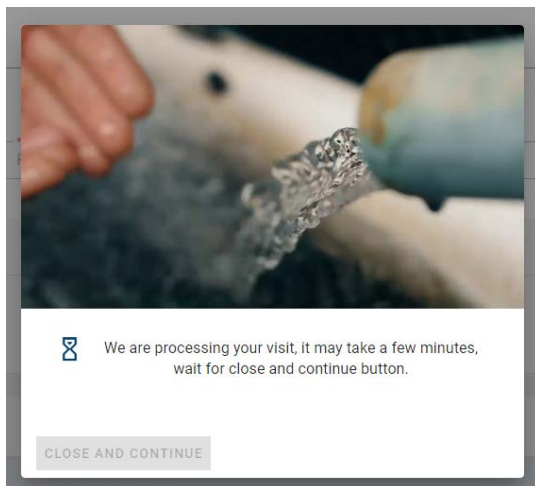 We are processing your visit, it may take a few minutes,
wait for close and continue button.
CLOSE AND CONTINUE